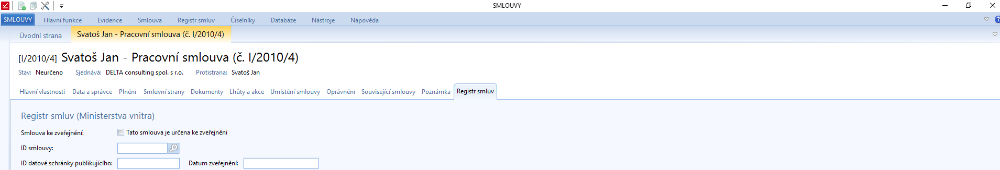 SMLOUVY
SMLOUVY Hlavní funkce Evidence Smlouva Registr smluv Číselníky Databáze Nástroje Nápověda ?
Úvodní strana Svatoš Jan - Pracovní smlouva (č. I/2010/4)
[I/2010/4] Svatoš Jan - Pracovní smlouva (č. I/2010/4)
Stav: Neurčeno Sjednává: DELTA consulting spol. s r.o. Protistrana: Svatoš Jan
Hlavní vlastnosti Data a správce Plnění Smluvní strany Dokumenty Lhůty a akce Umístění smlouvy Oprávnění Související smlouvy Poznámka Registr smluv
Registr smluv (Ministerstva vnitra)
Smlouva ke zveřejnění: Tato smlouva je určena ke zveřejnění
ID smlouvy:
ID datové schránky publikujícího: Datum zveřejnění: